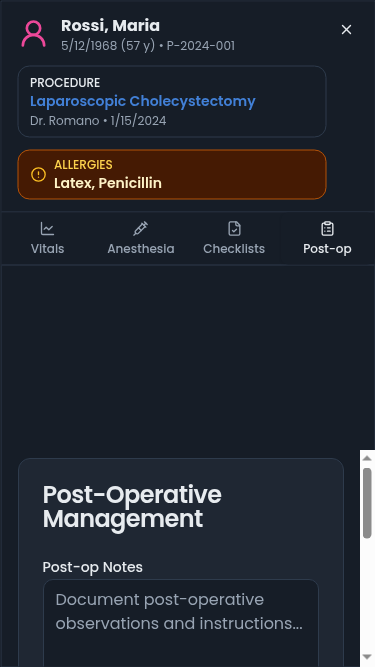 Rossi, Maria
5/12/1968 (57 y) • P-2024-001
PROCEDURE
Laparoscopic Cholecystectomy
Dr. Romano • 1/15/2024
ALLERGIES
Latex, Penicillin
Vitals
Anesthesia
Checklists
Post-op
Post-Operative
Management
Post-op Notes
Document post-operative
observations and instructions...